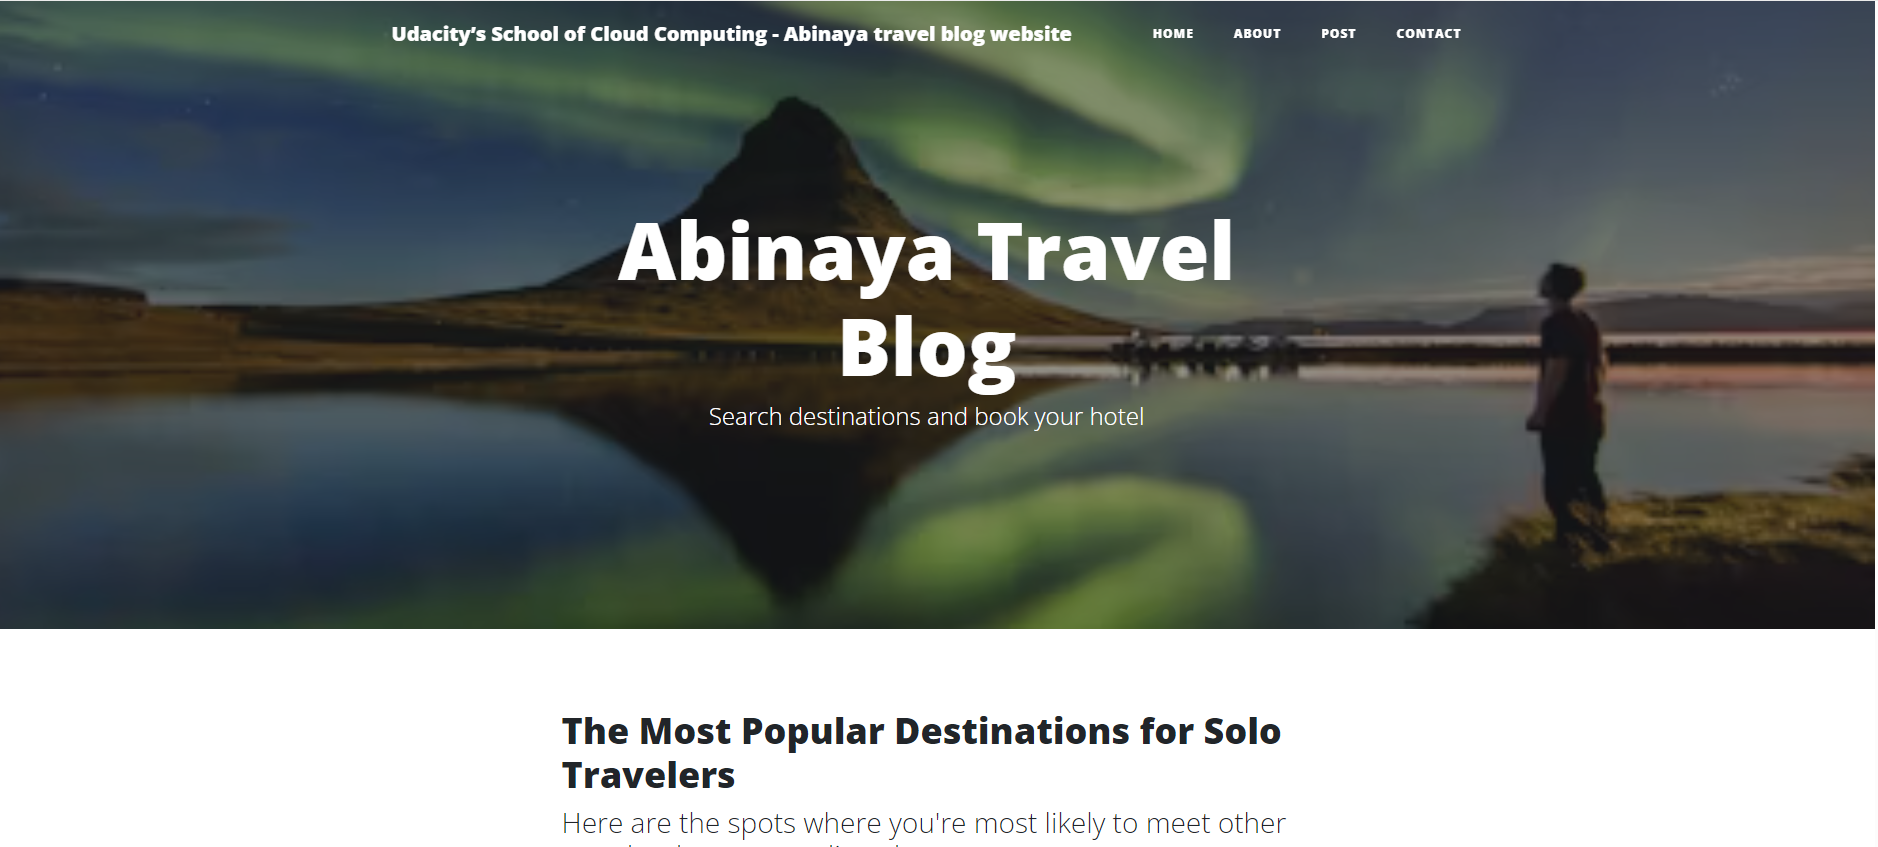 Udacity’s School of Cloud Computing - Abinaya travel blog website
HOME ABOUT POST CONTACT
Abinaya Travel
Blog
Search destinations and book your hotel
The Most Popular Destinations for Solo
Travelers
Here are the spots where you're most likely to meet other